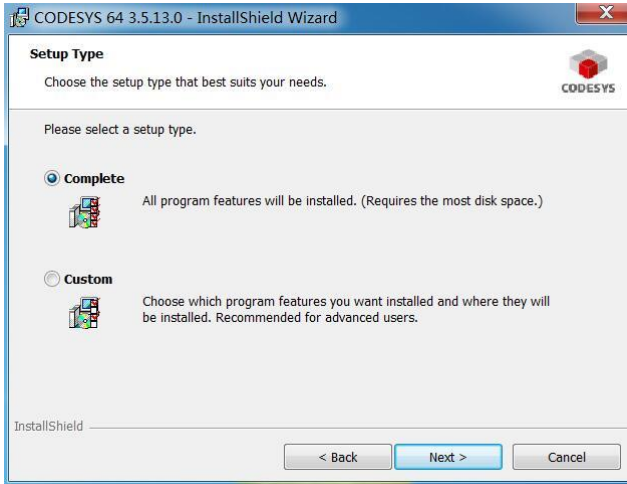 CODESYS 64 3.5.13.0 - InstallShield Wizard
Setup Type
Choose the setup type that best suits your needs.
CODESYS
Please select a setup type.
Complete
All program features will be installed. (Requires the most disk space.)
Custom
Choose which program features you want installed and where they will
be installed. Recommended for advanced users.
InstallShield
< Back
Next >
Cancel